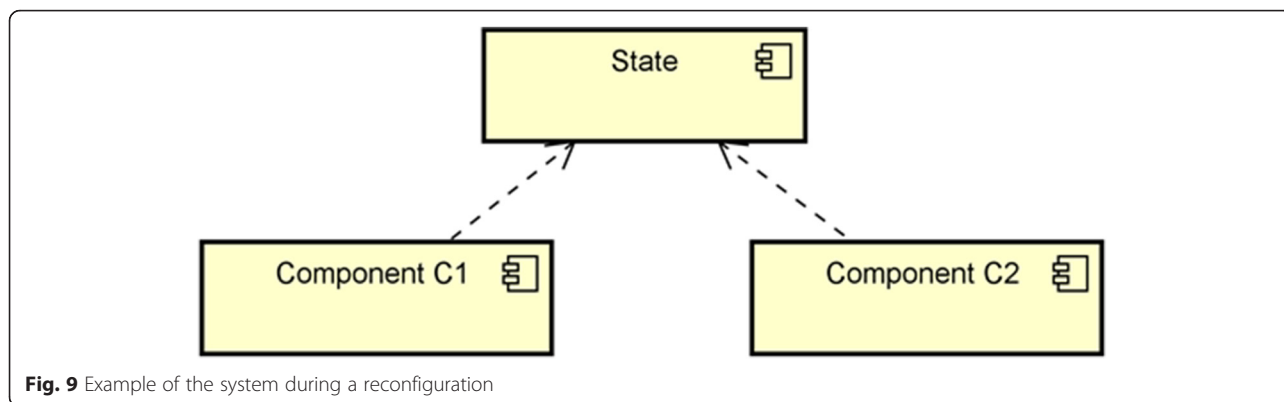 State
Component C1
Component C2
Fig. 9 Example of the system during a reconfiguration